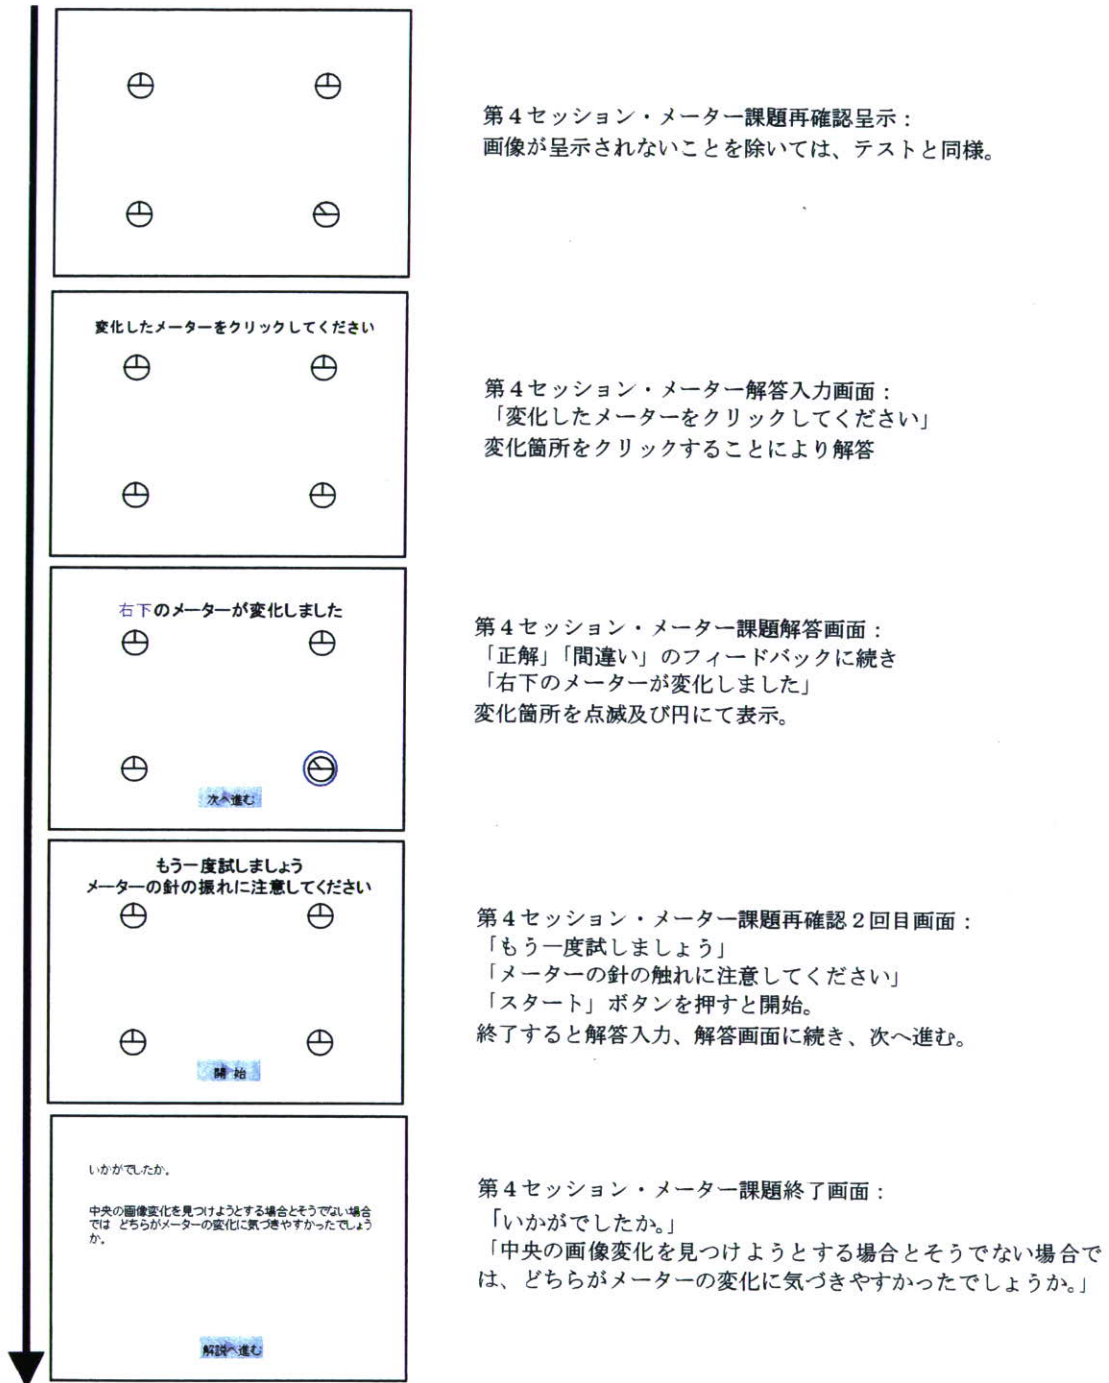 第4セッション・メーター課題再確認呈示：
画像が呈示されないことを除いては、テストと同様。
変化したメーターをクリックしてください
第4セッション・メーター解答入力画面：
「変化したメーターをクリックしてください」
変化箇所をクリックすることにより解答
右下のメーターが変化しました
次へ進む
第4セッション・メーター課題解答画面：
「正解」「間違い」のフィードバックに続き
「右下のメーターが変化しました」
変化箇所を点滅及び円にて表示。
もう一度試しましょう
メーターの針の振れに注意してください
開 始
第4セッション・メーター課題再確認2回目画面：
「もう一度試しましょう」
「メーターの針の触れに注意してください」
「スタート」ボタンを押すと開始。
終了すると解答入力、解答画面に続き、次へ進む。
いかがでしたか。
中央の画像変化を見つけようとする場合とそうでない場合
では どちらがメーターの変化に気づきやすかったでしょう
か。
解説へ進む
第4セッション・メーター課題終了画面：
「いかがでしたか。」
「中央の画像変化を見つけようとする場合とそうでない場合で
は、どちらがメーターの変化に気づきやすかったでしょうか。」